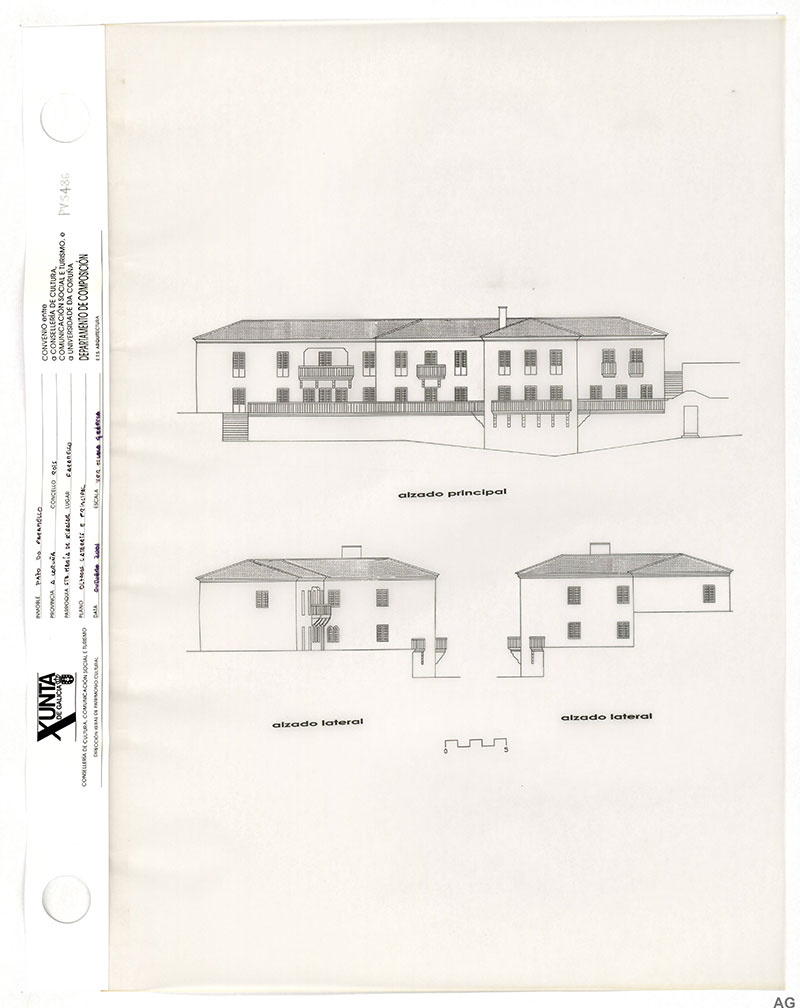 PV5486
CONVENIO entre
a CONSELLERÍA DE CULTURA,
COMUNICACIÓN SOCIAL E TURISMO, e
a UNIVERSIDADE DA CORUÑA
DEPARTAMENTO DE COMPOSICIÓN
E.T.S. ARQUITECTURA
INMOBLE PAZO DO FARAMELLO
PROVINCIA A CORUÑA CONCELLO ROIS
PARROQUIA STA. MARÍA DE RIBASAR LUGAR FARAMELLO
PLANO ALZADOS LATERAIS E PRINCIPAL
DATA OUTUBRO 2001 ESCALA VER ESCALA GRÁFICA
XUNTA
DE GALICIA
CONSELLERÍA DE CULTURA, COMUNICACIÓN SOCIAL E TURISMO
DIRECCIÓN XERAL DE PATRIMONIO CULTURAL
alzado principal
alzado lateral
alzado lateral
0 5
AG